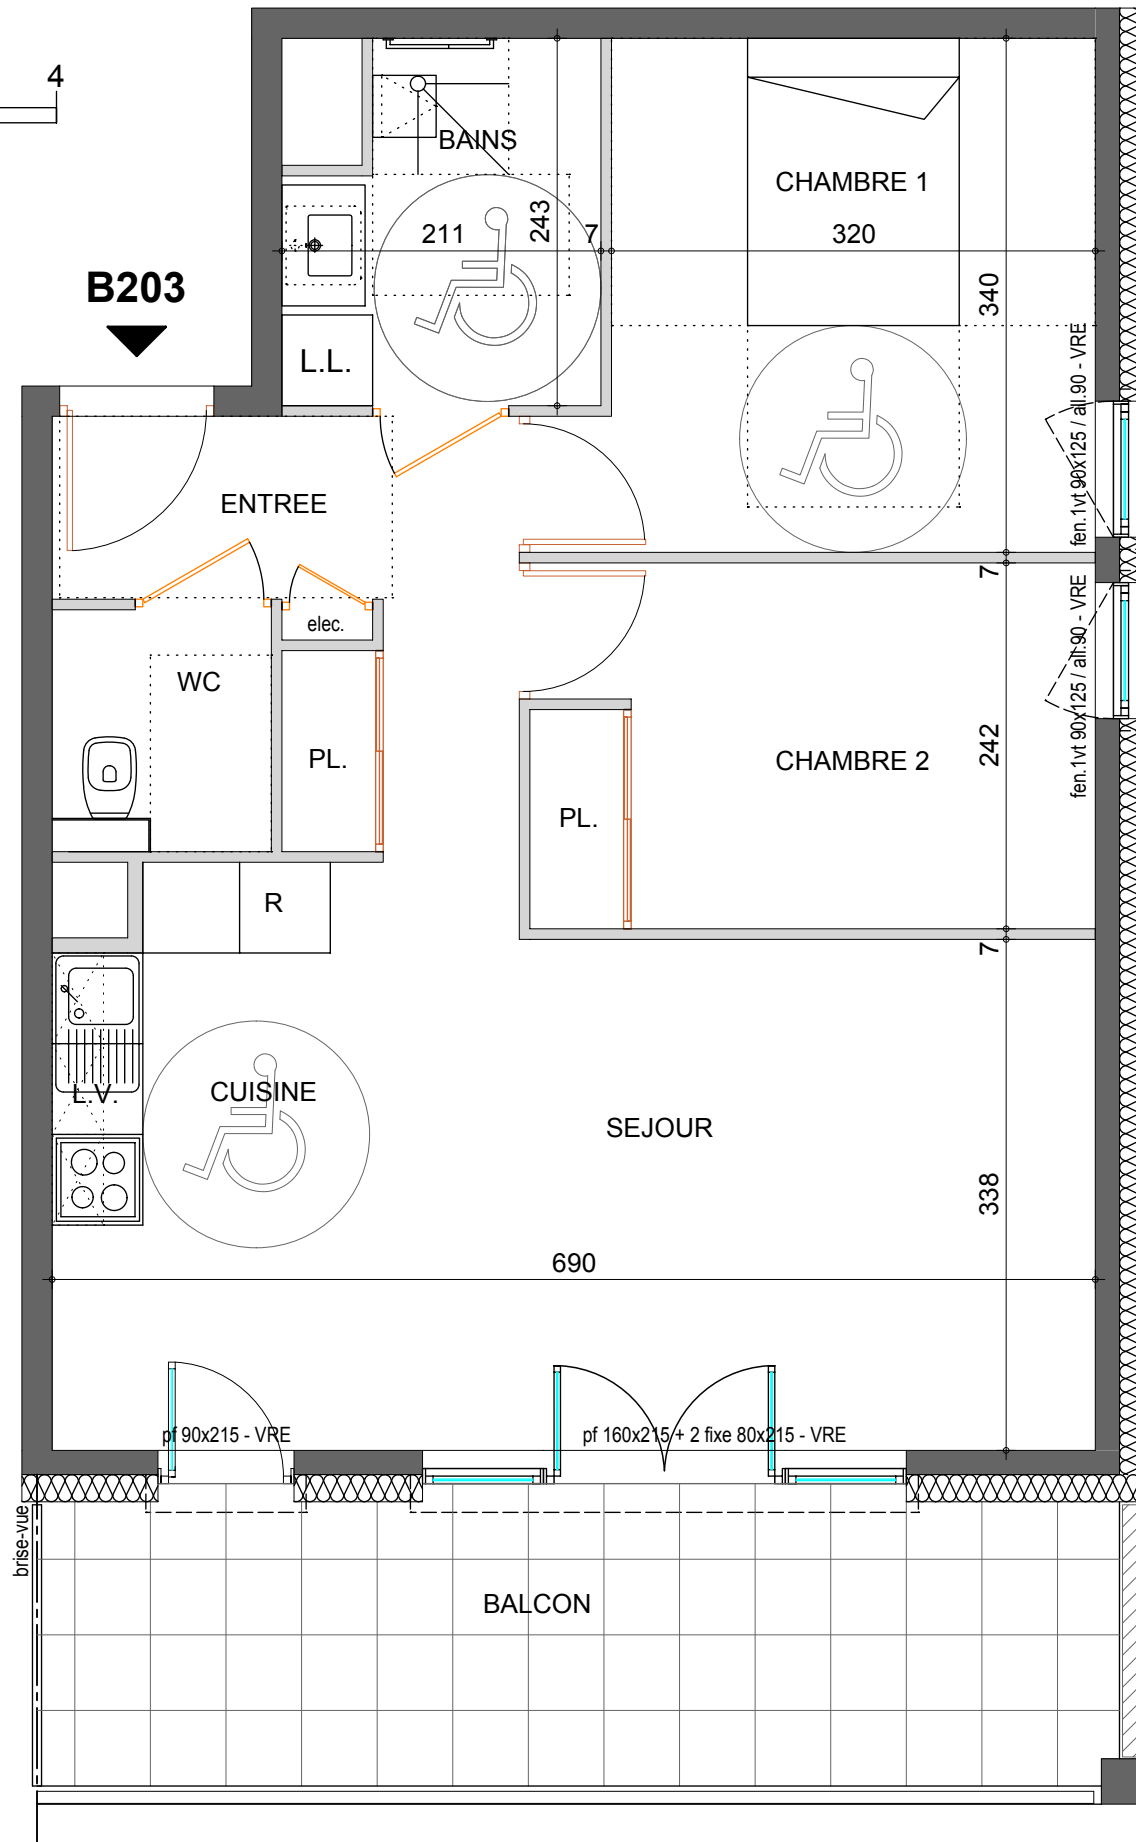 4
BAINS
CHAMBRE 1
211
243
7
320
B203
340
L.L.
fen.1vt 90x125 / all.90 - VRE
ENTREE
7
fen.1vt 90x125 / all.90 - VRE
elec.
WC
PL.
242
CHAMBRE 2
PL.
R
7
L.V.
CUISINE
SEJOUR
338
690
pf 90x215 - VRE
pf 160x215 + 2 fixe 80x215 - VRE
brise-vue
BALCON